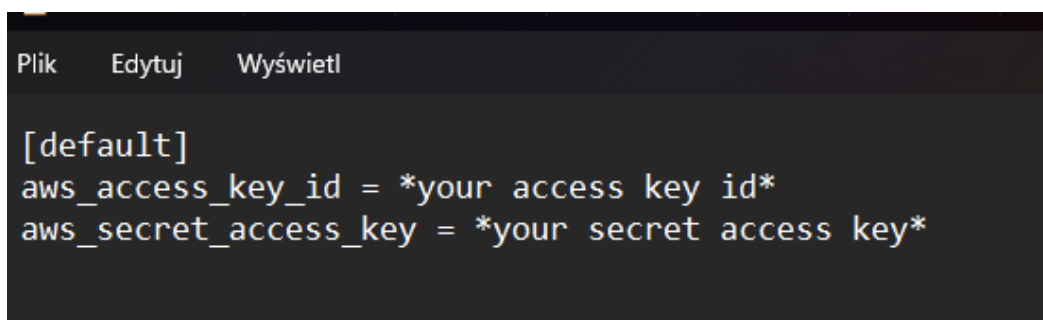 Plik Edytuj Wyświetl
[default]
aws_access_key_id = *your access key id*
aws_secret_access_key = *your secret access key*